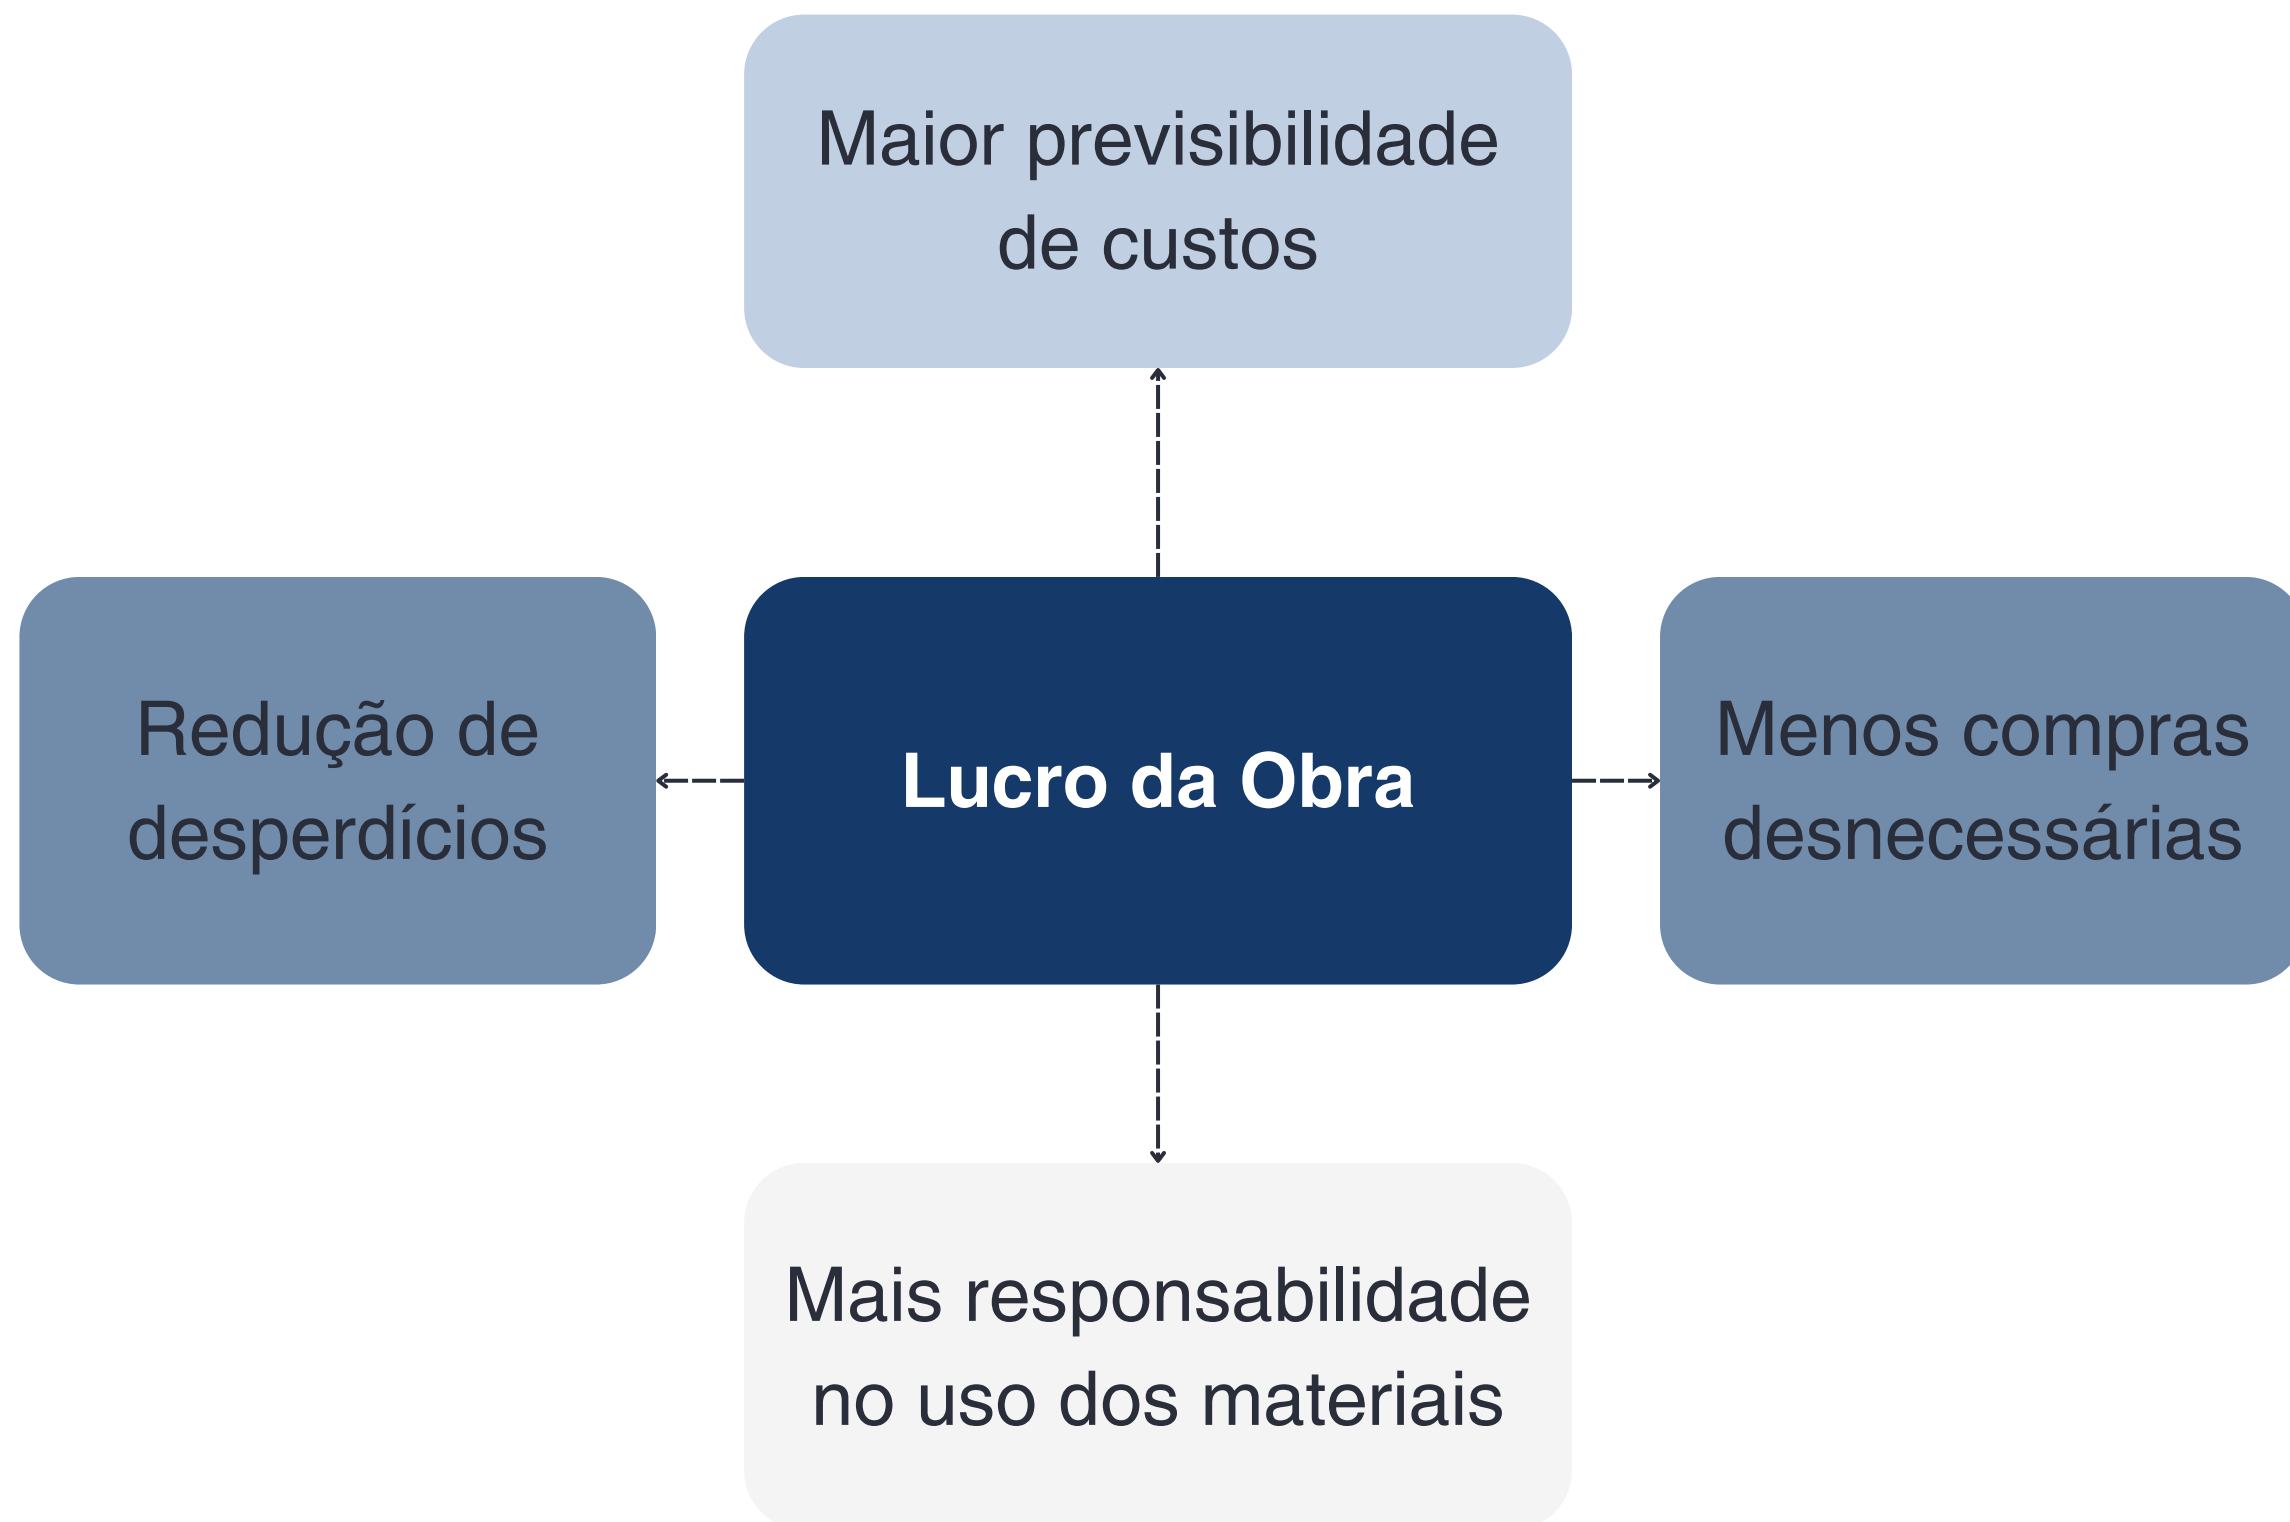 Maior previsibilidade
de custos
Redução de
desperdícios
Lucro da Obra
Menos compras
desnecessárias
Mais responsabilidade
no uso dos materiais